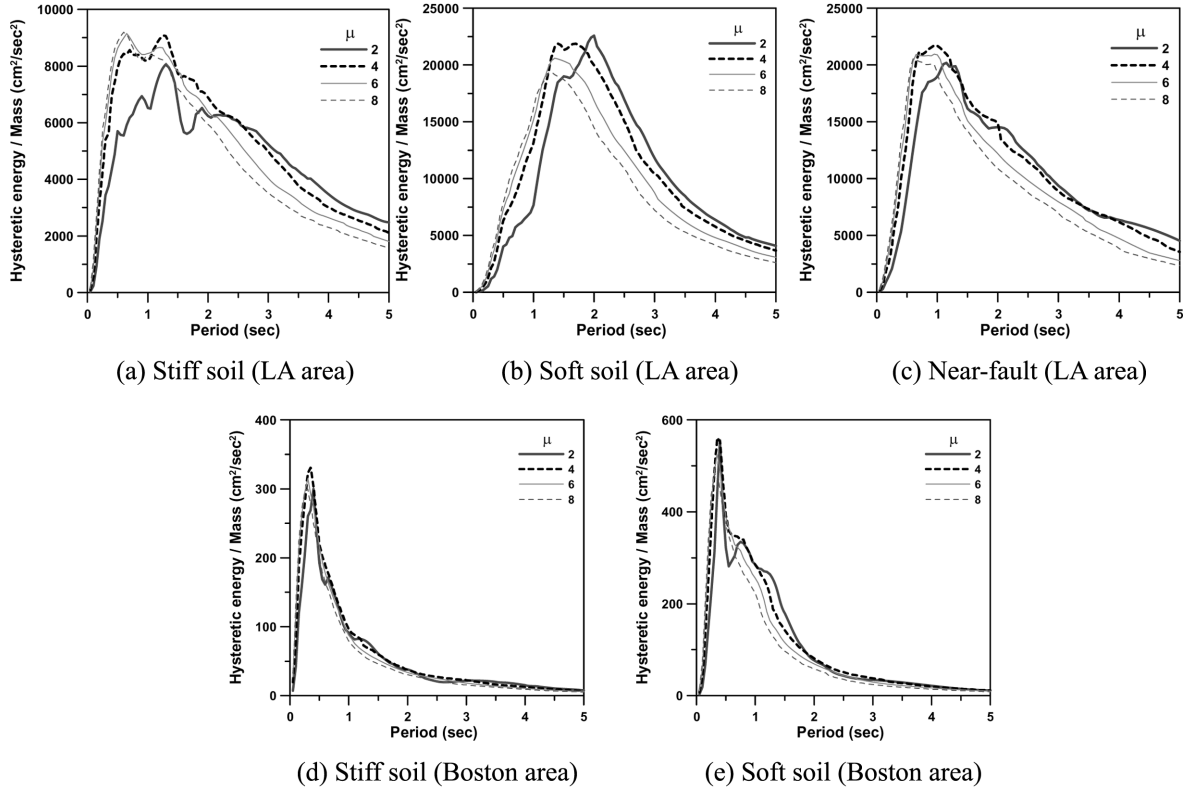 Hysteretic energy / Mass (cm²/sec²)
10000
8000
6000
4000
2000
0
μ
2
4
6
8
0 1 2 3 4 5
Period (sec)
(a) Stiff soil (LA area)
Hysteretic energy / Mass (cm²/sec²)
25000
20000
15000
10000
5000
0
μ
2
4
6
8
0 1 2 3 4 5
Period (sec)
(b) Soft soil (LA area)
Hysteretic energy / Mass (cm²/sec²)
25000
20000
15000
10000
5000
0
μ
2
4
6
8
0 1 2 3 4 5
Period (sec)
(c) Near-fault (LA area)
Hysteretic energy / Mass (cm²/sec²)
400
300
200
100
0
μ
2
4
6
8
0 1 2 3 4 5
Period (sec)
(d) Stiff soil (Boston area)
Hysteretic energy / Mass (cm²/sec²)
600
400
200
0
μ
2
4
6
8
0 1 2 3 4 5
Period (sec)
(e) Soft soil (Boston area)